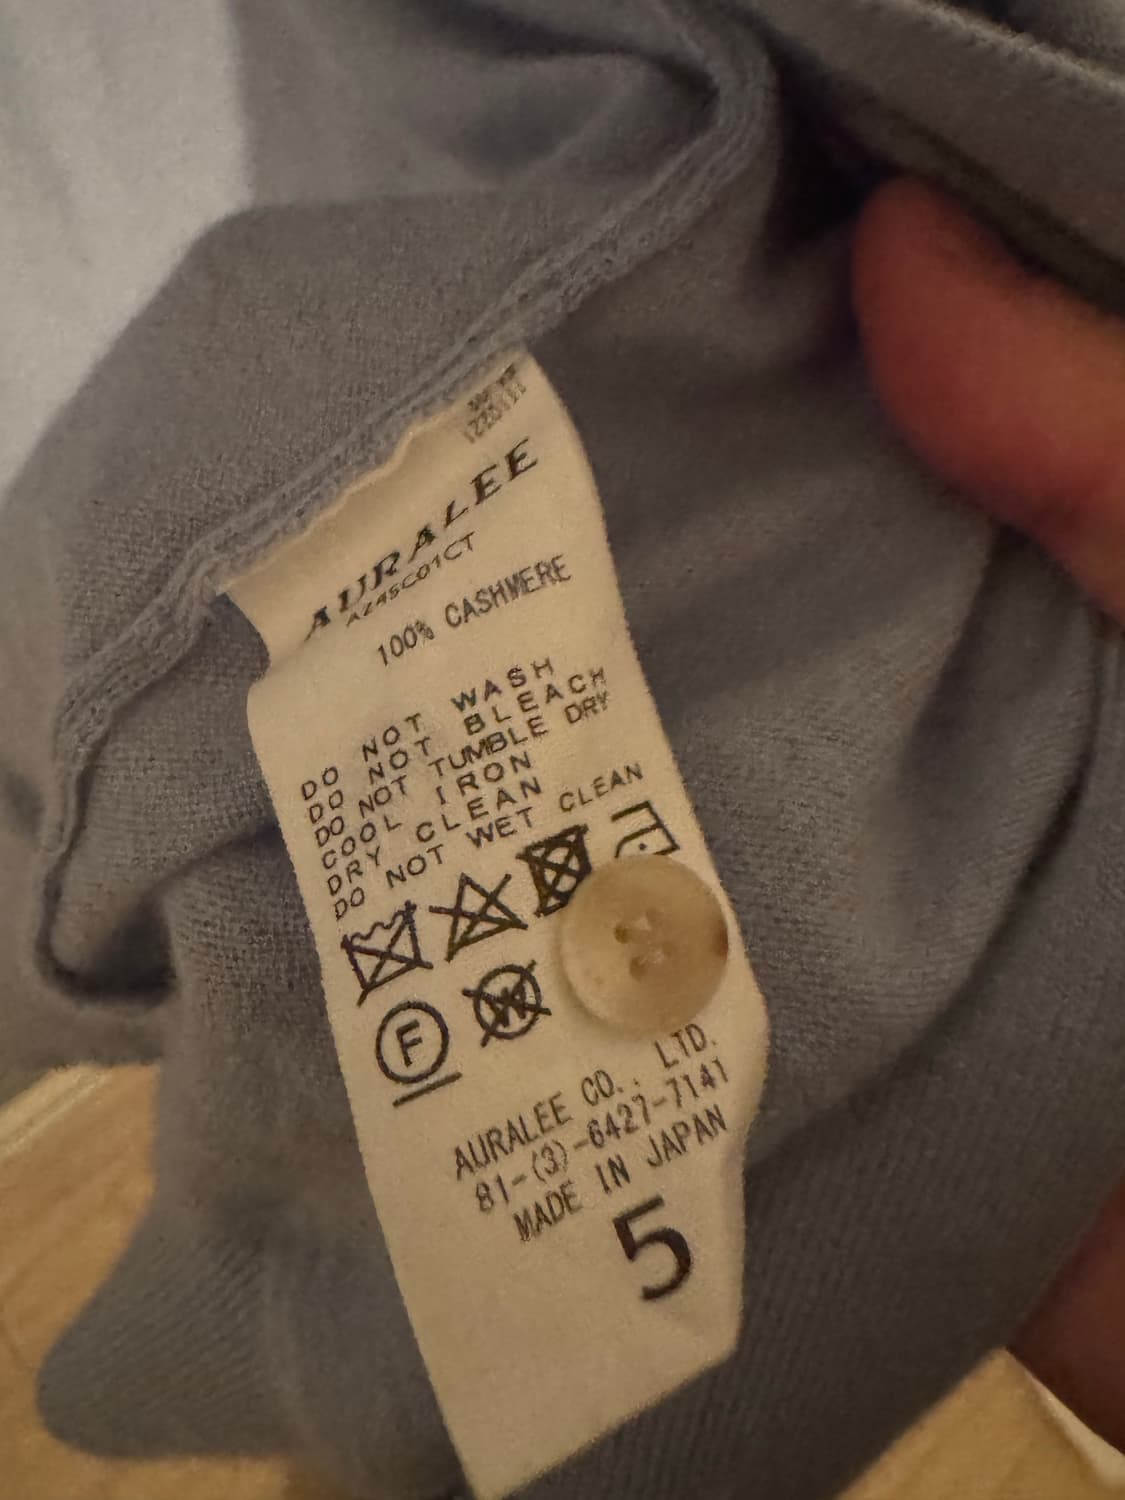 AURALEE
A24SC01CT
100% CASHMERE
DO NOT WASH
DO NOT BLEACH
DO NOT TUMBLE DRY
COOL IRON
DRY CLEAN
DO NOT WET CLEAN
F W
AURALEE CO., LTD.
81-(3)-6427-7141
MADE IN JAPAN
5